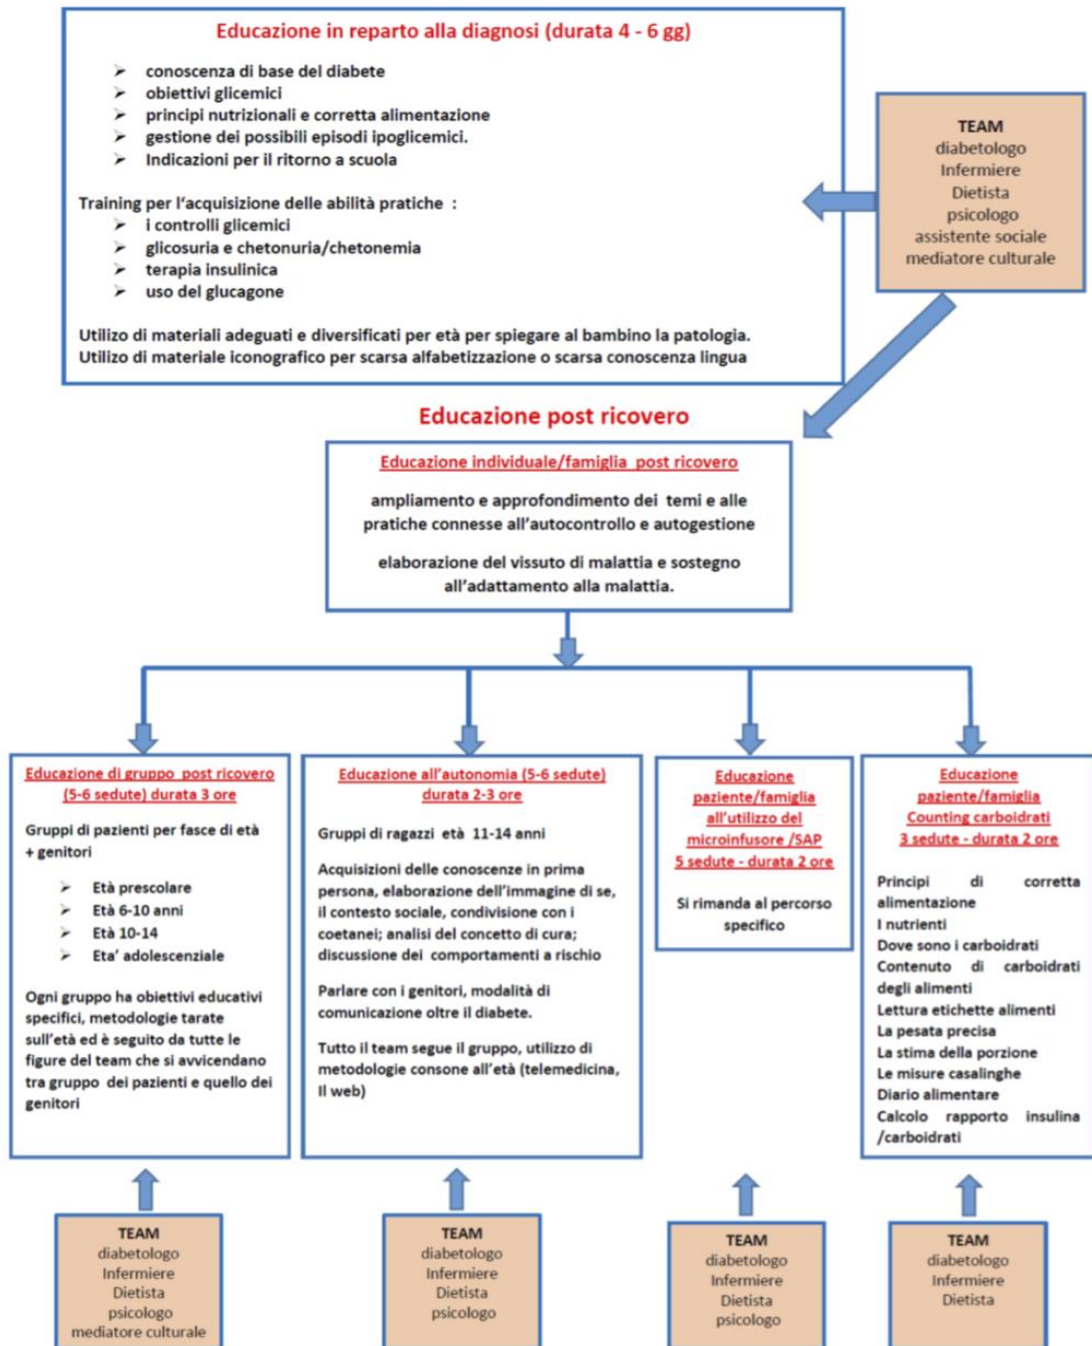 Educazione in reparto alla diagnosi (durata 4 - 6 gg)
➢ conoscenza di base del diabete
➢ obiettivi glicemici
➢ principi nutrizionali e corretta alimentazione
➢ gestione dei possibili episodi ipoglicemici.
➢ Indicazioni per il ritorno a scuola
Training per l'acquisizione delle abilità pratiche :
➢ i controlli glicemici
➢ glicosuria e chetonuria/chetonemia
➢ terapia insulinica
➢ uso del glucagone
Utilizo di materiali adeguati e diversificati per età per spiegare al bambino la patologia.
Utilizo di materiale iconografico per scarsa alfabetizzazione o scarsa conoscenza lingua
TEAM
diabetologo
Infermiere
Dietista
psicologo
assistente sociale
mediatore culturale
Educazione post ricovero
Educazione individuale/famiglia post ricovero
ampliamento e approfondimento dei temi e alle
pratiche connesse all'autocontrollo e autogestione
elaborazione del vissuto di malattia e sostegno
all'adattamento alla malattia.
Educazione di gruppo post ricovero
(5-6 sedute) durata 3 ore
Gruppi di pazienti per fasce di età
+ genitori
➢ Età prescolare
➢ Età 6-10 anni
➢ Età 10-14
➢ Eta' adolescenziale
Ogni gruppo ha obiettivi educativi
specifici, metodologie tarate
sull'età ed è seguito da tutte le
figure del team che si avvicendano
tra gruppo dei pazienti e quello dei
genitori
Educazione all'autonomia (5-6 sedute)
durata 2-3 ore
Gruppi di ragazzi età 11-14 anni
Acquisizioni delle conoscenze in prima
persona, elaborazione dell'immagine di se,
il contesto sociale, condivisione con i
coetanei; analisi del concetto di cura;
discussione dei comportamenti a rischio
Parlare con i genitori, modalità di
comunicazione oltre il diabete.
Tutto il team segue il gruppo, utilizo di
metodologie consone all'età (telemedicina,
Il web)
Educazione
paziente/famiglia
all'utilizo del
microinfusore /SAP
5 sedute - durata 2 ore
Si rimanda al percorso
specifico
Educazione
paziente/famiglia
Counting carboidrati
3 sedute - durata 2 ore
Principi di corretta
alimentazione
I nutrienti
Dove sono i carboidrati
Contenuto di carboidrati
degli alimenti
Lettura etichette alimenti
La pesata precisa
La stima della porzione
Le misure casalinghe
Diario alimentare
Calcolo rapporto insulina
/carboidrati
TEAM
diabetologo
Infermiere
Dietista
psicologo
mediatore culturale
TEAM
diabetologo
Infermiere
Dietista
psicologo
TEAM
diabetologo
Infermiere
Dietista
psicologo
TEAM
diabetologo
Infermiere
Dietista